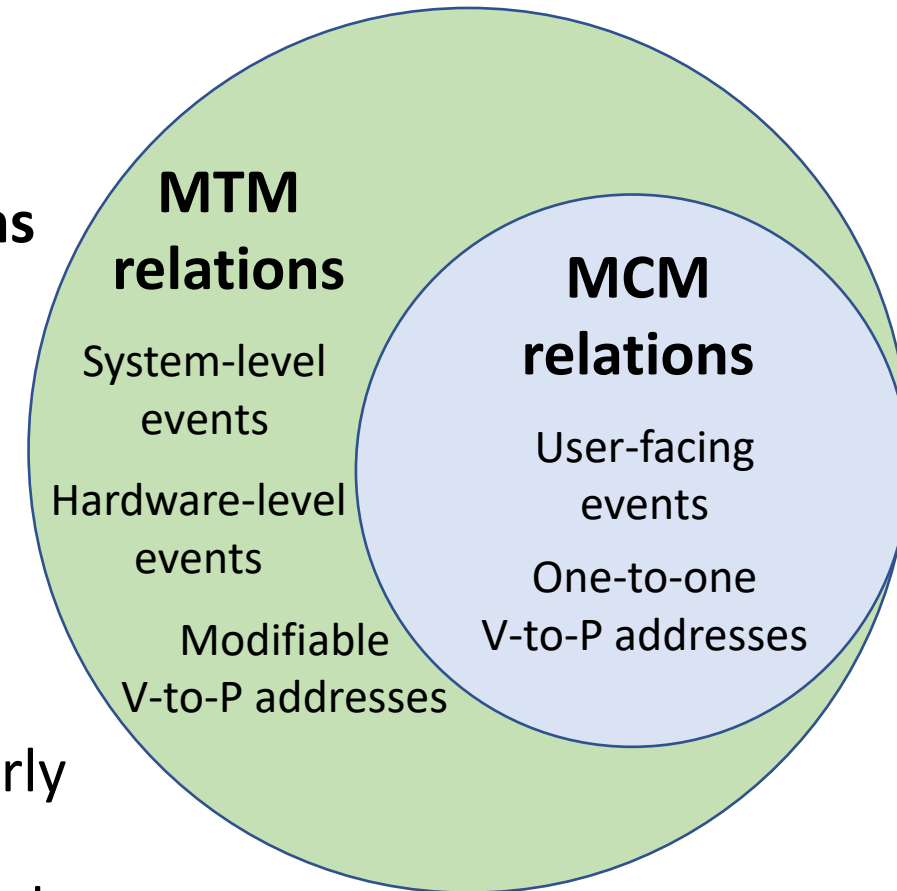 MTM
relations
System-level
events
Hardware-level
events
Modifiable
V-to-P addresses
MCM
relations
User-facing
events
One-to-one
V-to-P addresses